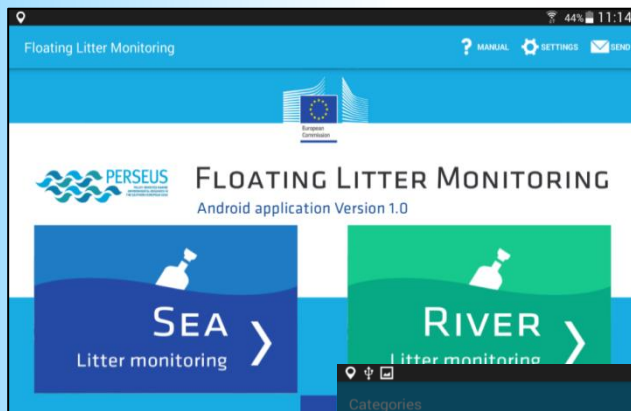 44% 11:14
Floating Litter Monitoring
? MANUAL SETTINGS SEND
European
Commission
PERSEUS
FLOATING LITTER MONITORING
Android application Version 1.0
SEA
Litter monitoring
RIVER
Litter monitoring
Categories